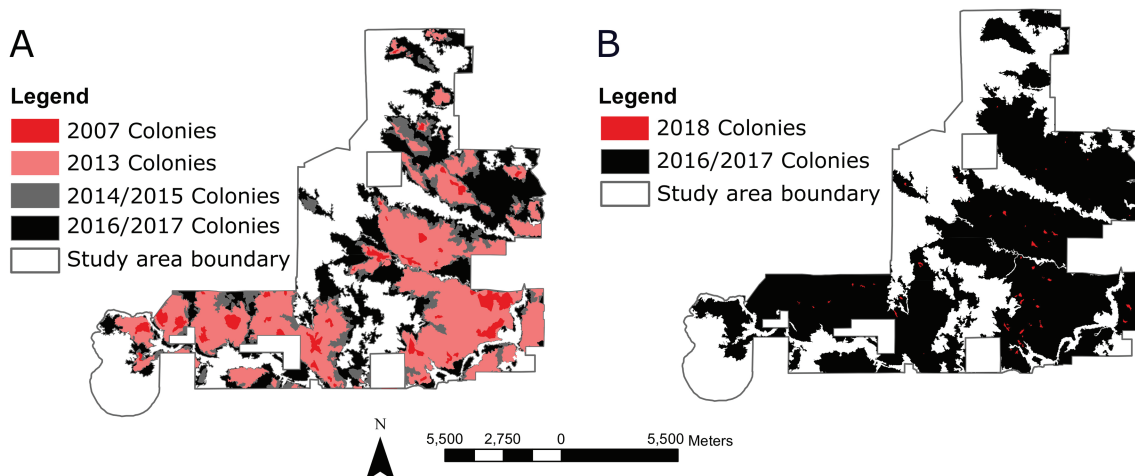 A
Legend
2007 Colonies
2013 Colonies
2014/2015 Colonies
2016/2017 Colonies
Study area boundary
B
Legend
2018 Colonies
2016/2017 Colonies
Study area boundary
N
5,500 2,750 0 5,500 Meters